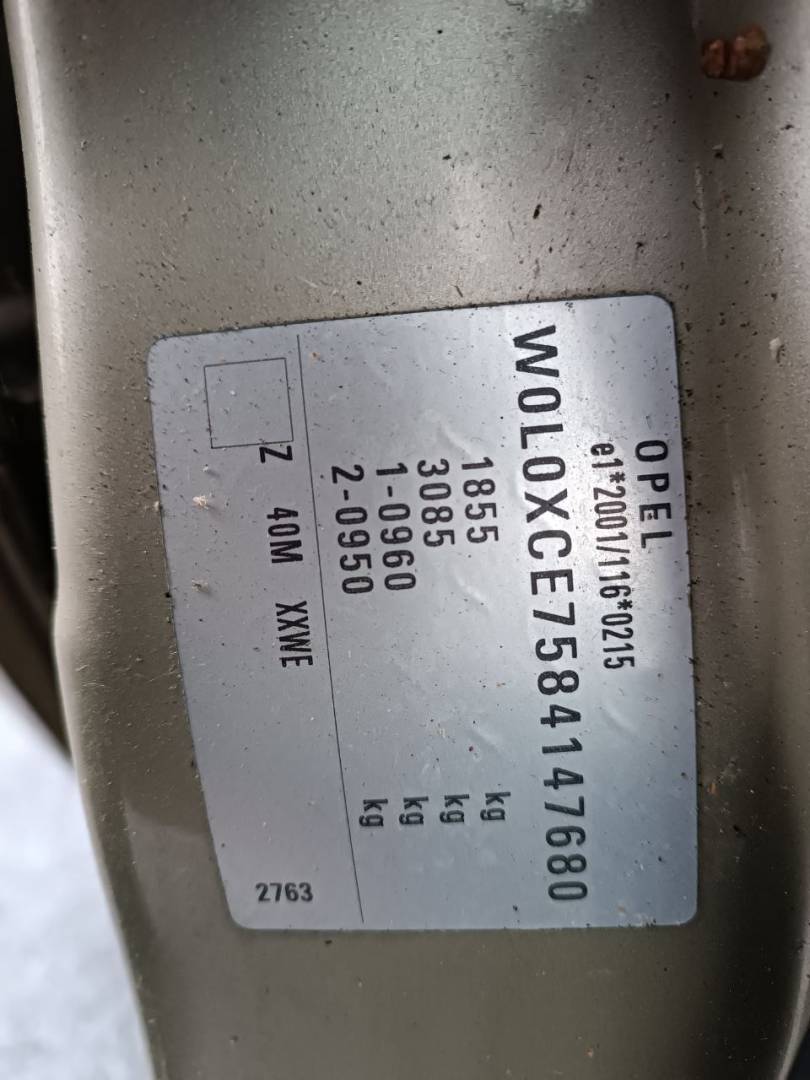 OPEL
e1*2001/116*0215
W0L0XCE7584147680
1855 kg
3085 kg
1-0960 kg
2-0950 kg
Z 40M XXWE
2763